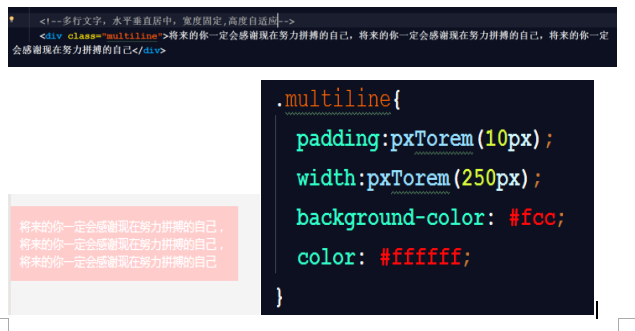 <!--多行文字，水平垂直居中，宽度固定,高度自适应-->
<div class="multiline">将来的你一定会感谢现在努力拼搏的自己，将来的你一定会感谢现在努力拼搏的自己，将来的你一定
会感谢现在努力拼搏的自己</div>
.multiline{
padding:pxTorem(10px);
width:pxTorem(250px);
background-color: #fcc;
color: #ffffff;
}
将来的你一定会感谢现在努力拼搏的自己，
将来的你一定会感谢现在努力拼搏的自己，
将来的你一定会感谢现在努力拼搏的自己